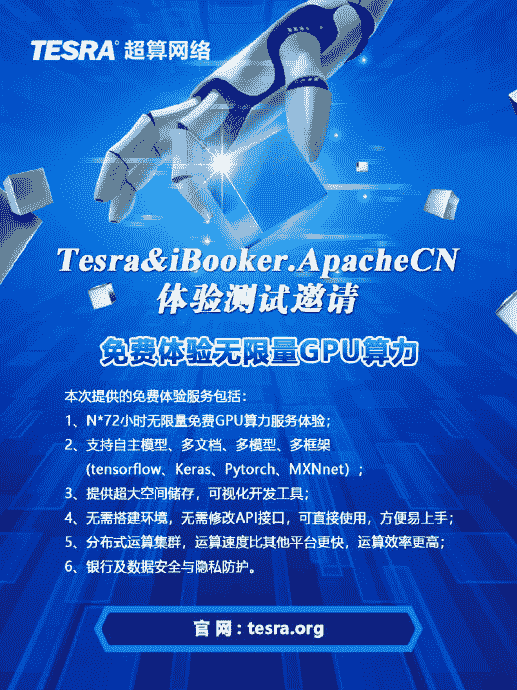 TESRA 超算网络
Tesra&iBooker.ApacheCN
体验测试邀请
免费体验无限量GPU算力
本次提供的免费体验服务包括：
1、N*72小时无限量免费GPU算力服务体验；
2、支持自主模型、多文档、多模型、多框架
(tensorflow、Keras、Pytorch、MXNnet）；
3、提供超大空间储存，可视化开发工具；
4、无需搭建环境，无需修改API接口，可直接使用，方便易上手；
5、分布式运算集群，运算速度比其他平台更快，运算效率更高；
6、银行及数据安全与隐私防护。
官 网 : tesra.org